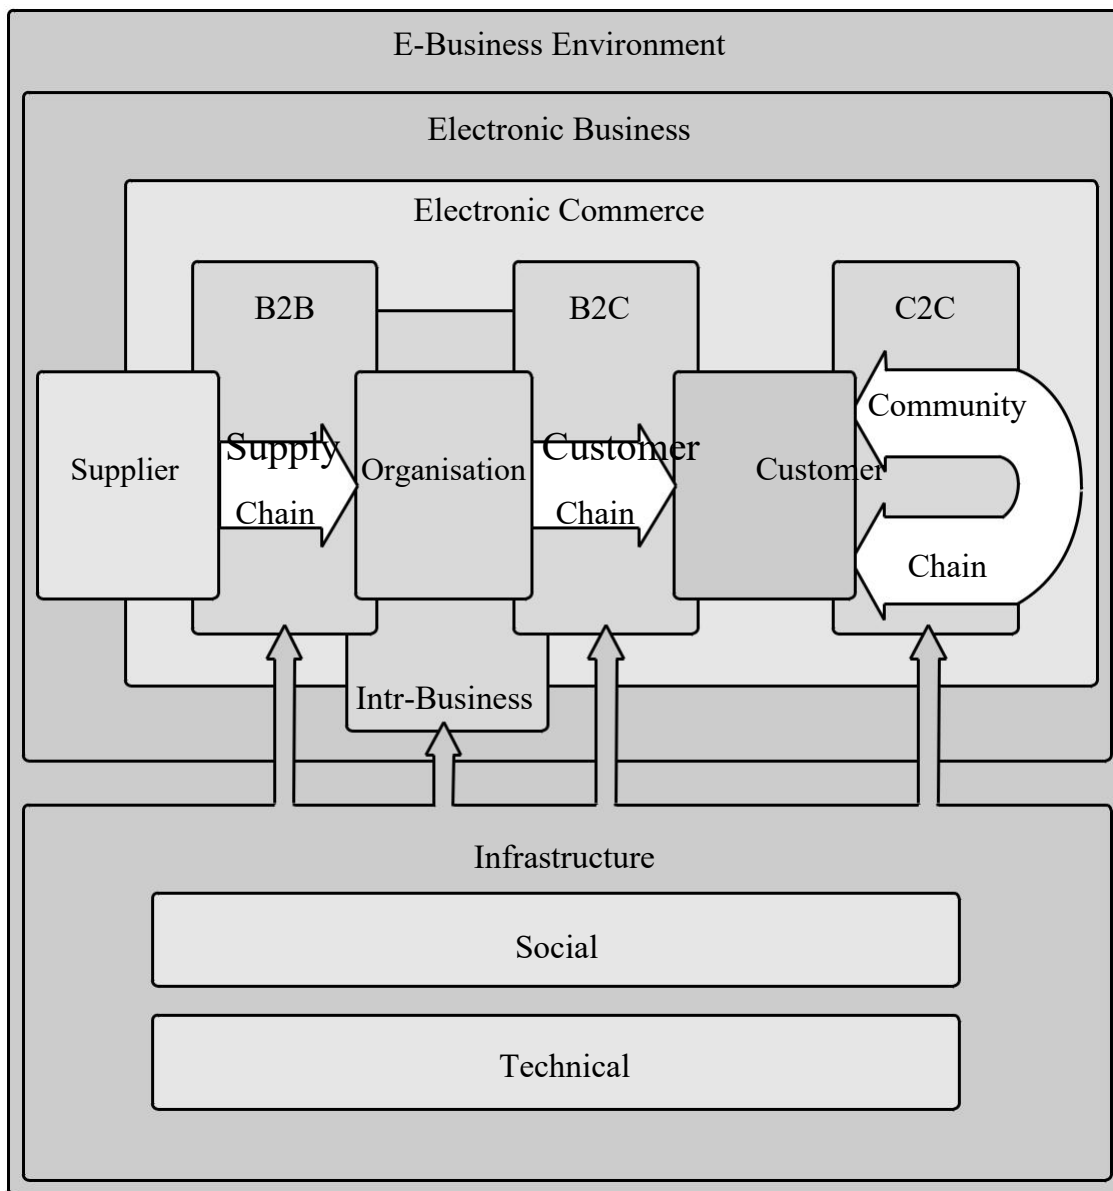 E-Business Environment
Electronic Business
Electronic Commerce
B2B
B2C
C2C
Supplier
Supply
Chain
Organisation
Customer
Chain
Customer
Community
Chain
Intr-Business
Infrastructure
Social
Technical